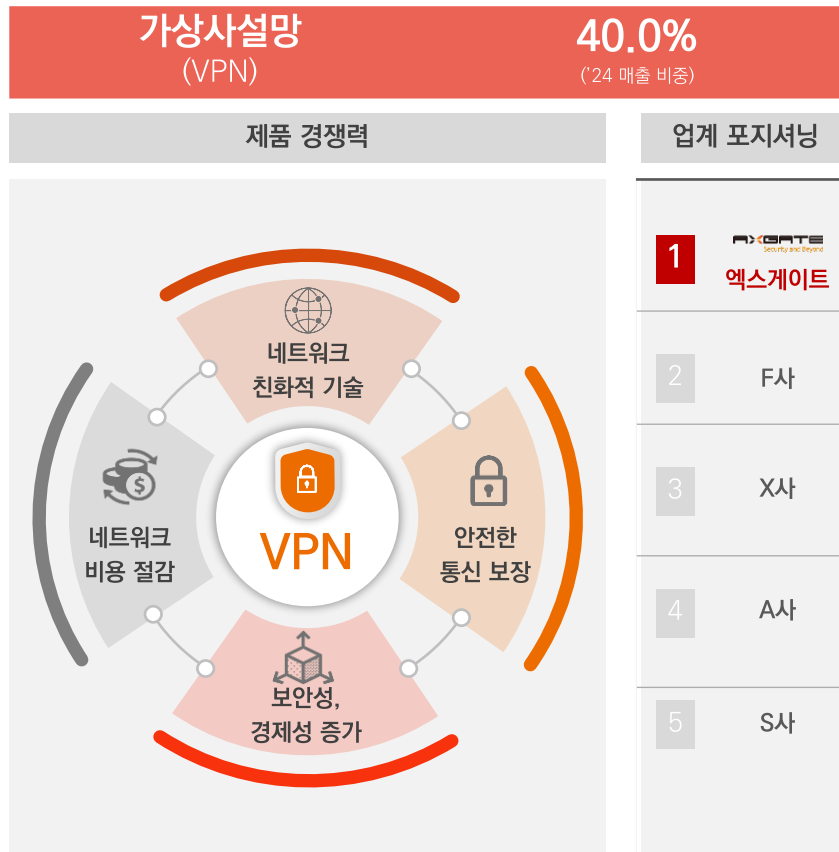 가상사설망
(VPN)
40.0%
('24 매출 비중)
제품 경쟁력
업계 포지셔닝
네트워크
친화적 기술
네트워크
비용 절감
VPN
안전한
통신 보장
보안성,
경제성 증가
1
AXGATE
Security and Beyond
엑스게이트
2
F사
3
X사
4
A사
5
S사